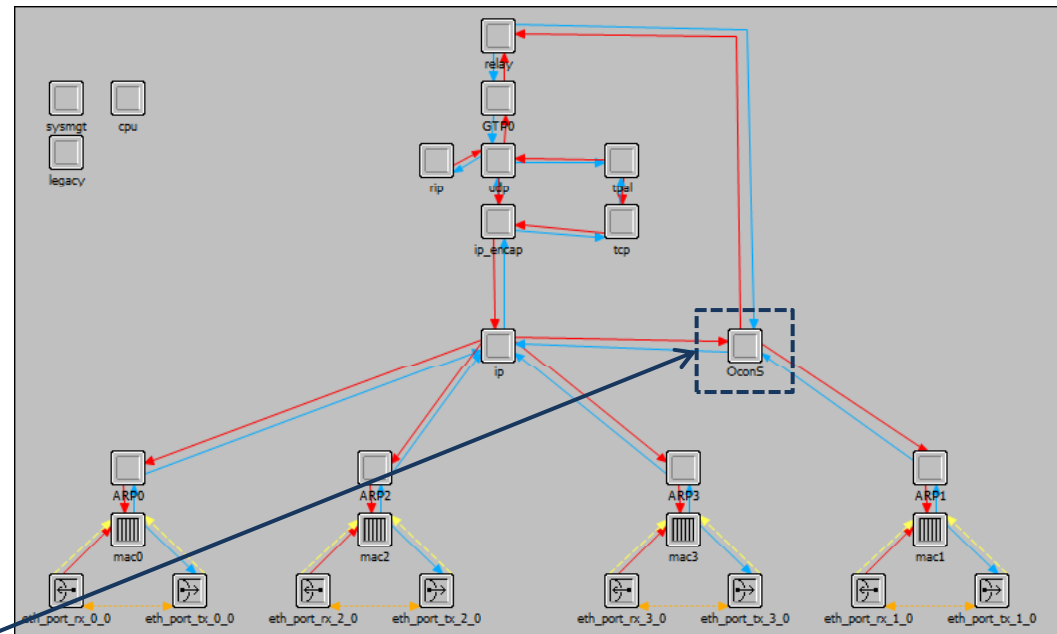 relay
sysmgt
cpu
GTP0
legacy
rip
udp
tpal
ip_encap
tcp
ip
OconS
ARP0
ARP2
ARP3
ARP1
mac0
mac2
mac3
mac1
eth_port_rx_0_0
eth_port_tx_0_0
eth_port_rx_2_0
eth_port_tx_2_0
eth_port_rx_3_0
eth_port_tx_3_0
eth_port_rx_1_0
eth_port_tx_1_0